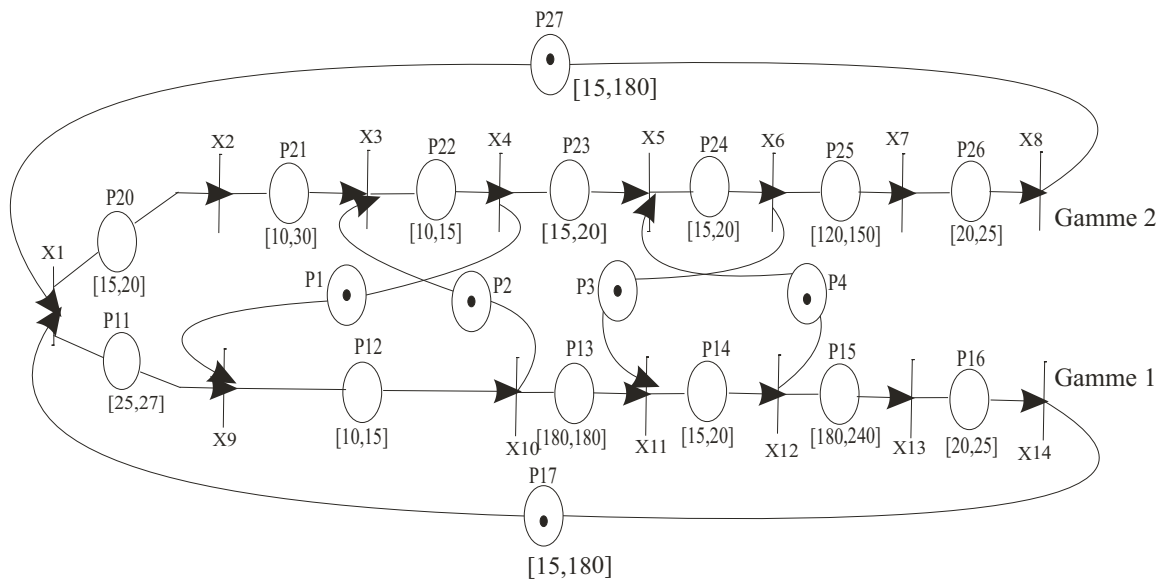 P27
[15,180]
X2
P21
X3
P22
X4
P23
X5
P24
X6
P25
X7
P26
X8
P20
[10,30]
[10,15]
[15,20]
[15,20]
[120,150]
[20,25]
Gamme 2
X1
[15,20]
P1
P2
P3
P4
P11
[25,27]
P12
P13
P14
P15
P16
Gamme 1
X9
[10,15]
X10
[180,180]
X11
[15,20]
X12
[180,240]
X13
[20,25]
X14
P17
[15,180]